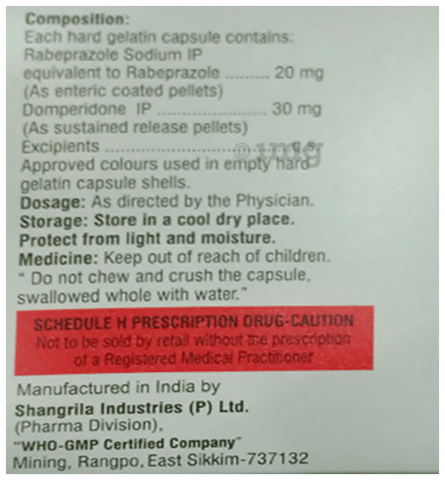 Composition:
Each hard gelatin capsule contains:
Rabeprazole Sodium IP
equivalent to Rabeprazole ......... 20 mg
(As enteric coated pellets)
Domperidone IP ...................... 30 mg
(As sustained release pellets)
Excipients ................................ q.s.
Approved colours used in empty hard
gelatin capsule shells.
Dosage: As directed by the Physician.
Storage: Store in a cool dry place.
Protect from light and moisture.
Medicine: Keep out of reach of children.
“ Do not chew and crush the capsule,
swallowed whole with water.”
SCHEDULE H PRESCRIPTION DRUG-CAUTION
Not to be sold by retail without the prescription
of a Registered Medical Practitioner
Manufactured in India by
Shangrila Industries (P) Ltd.
(Pharma Division),
“WHO-GMP Certified Company”
Mining, Rangpo, East Sikkim-737132
© 1mg